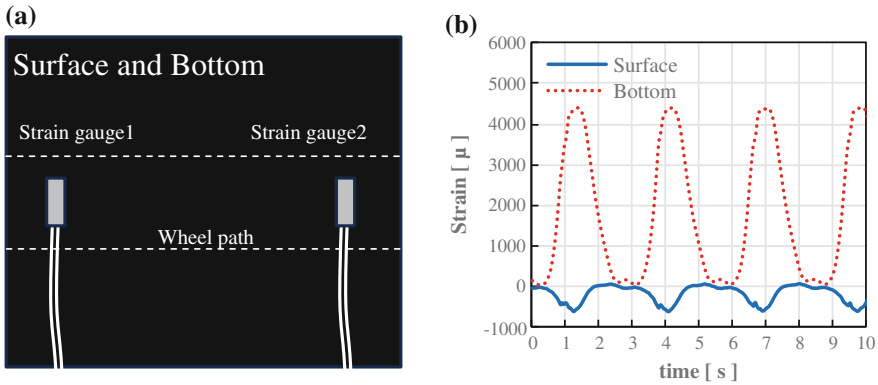 (a)
Surface and Bottom
Strain gauge1
Strain gauge2
Wheel path
(b)
Surface
Bottom
Strain [ μ ]
6000
5000
4000
3000
2000
1000
0
-1000
0 1 2 3 4 5 6 7 8 9 10
time [ s ]